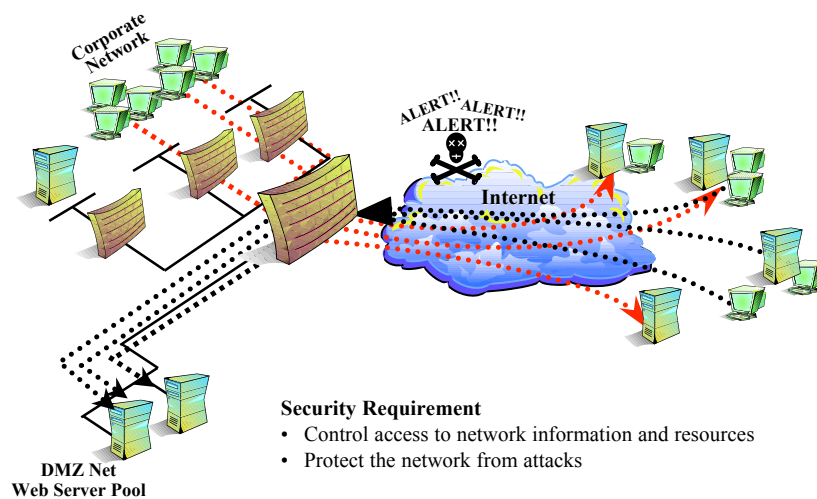 Corporate
Network
ALERT!!
ALERT!!
ALERT!!
Internet
Security Requirement
• Control access to network information and resources
• Protect the network from attacks
DMZ Net
Web Server Pool